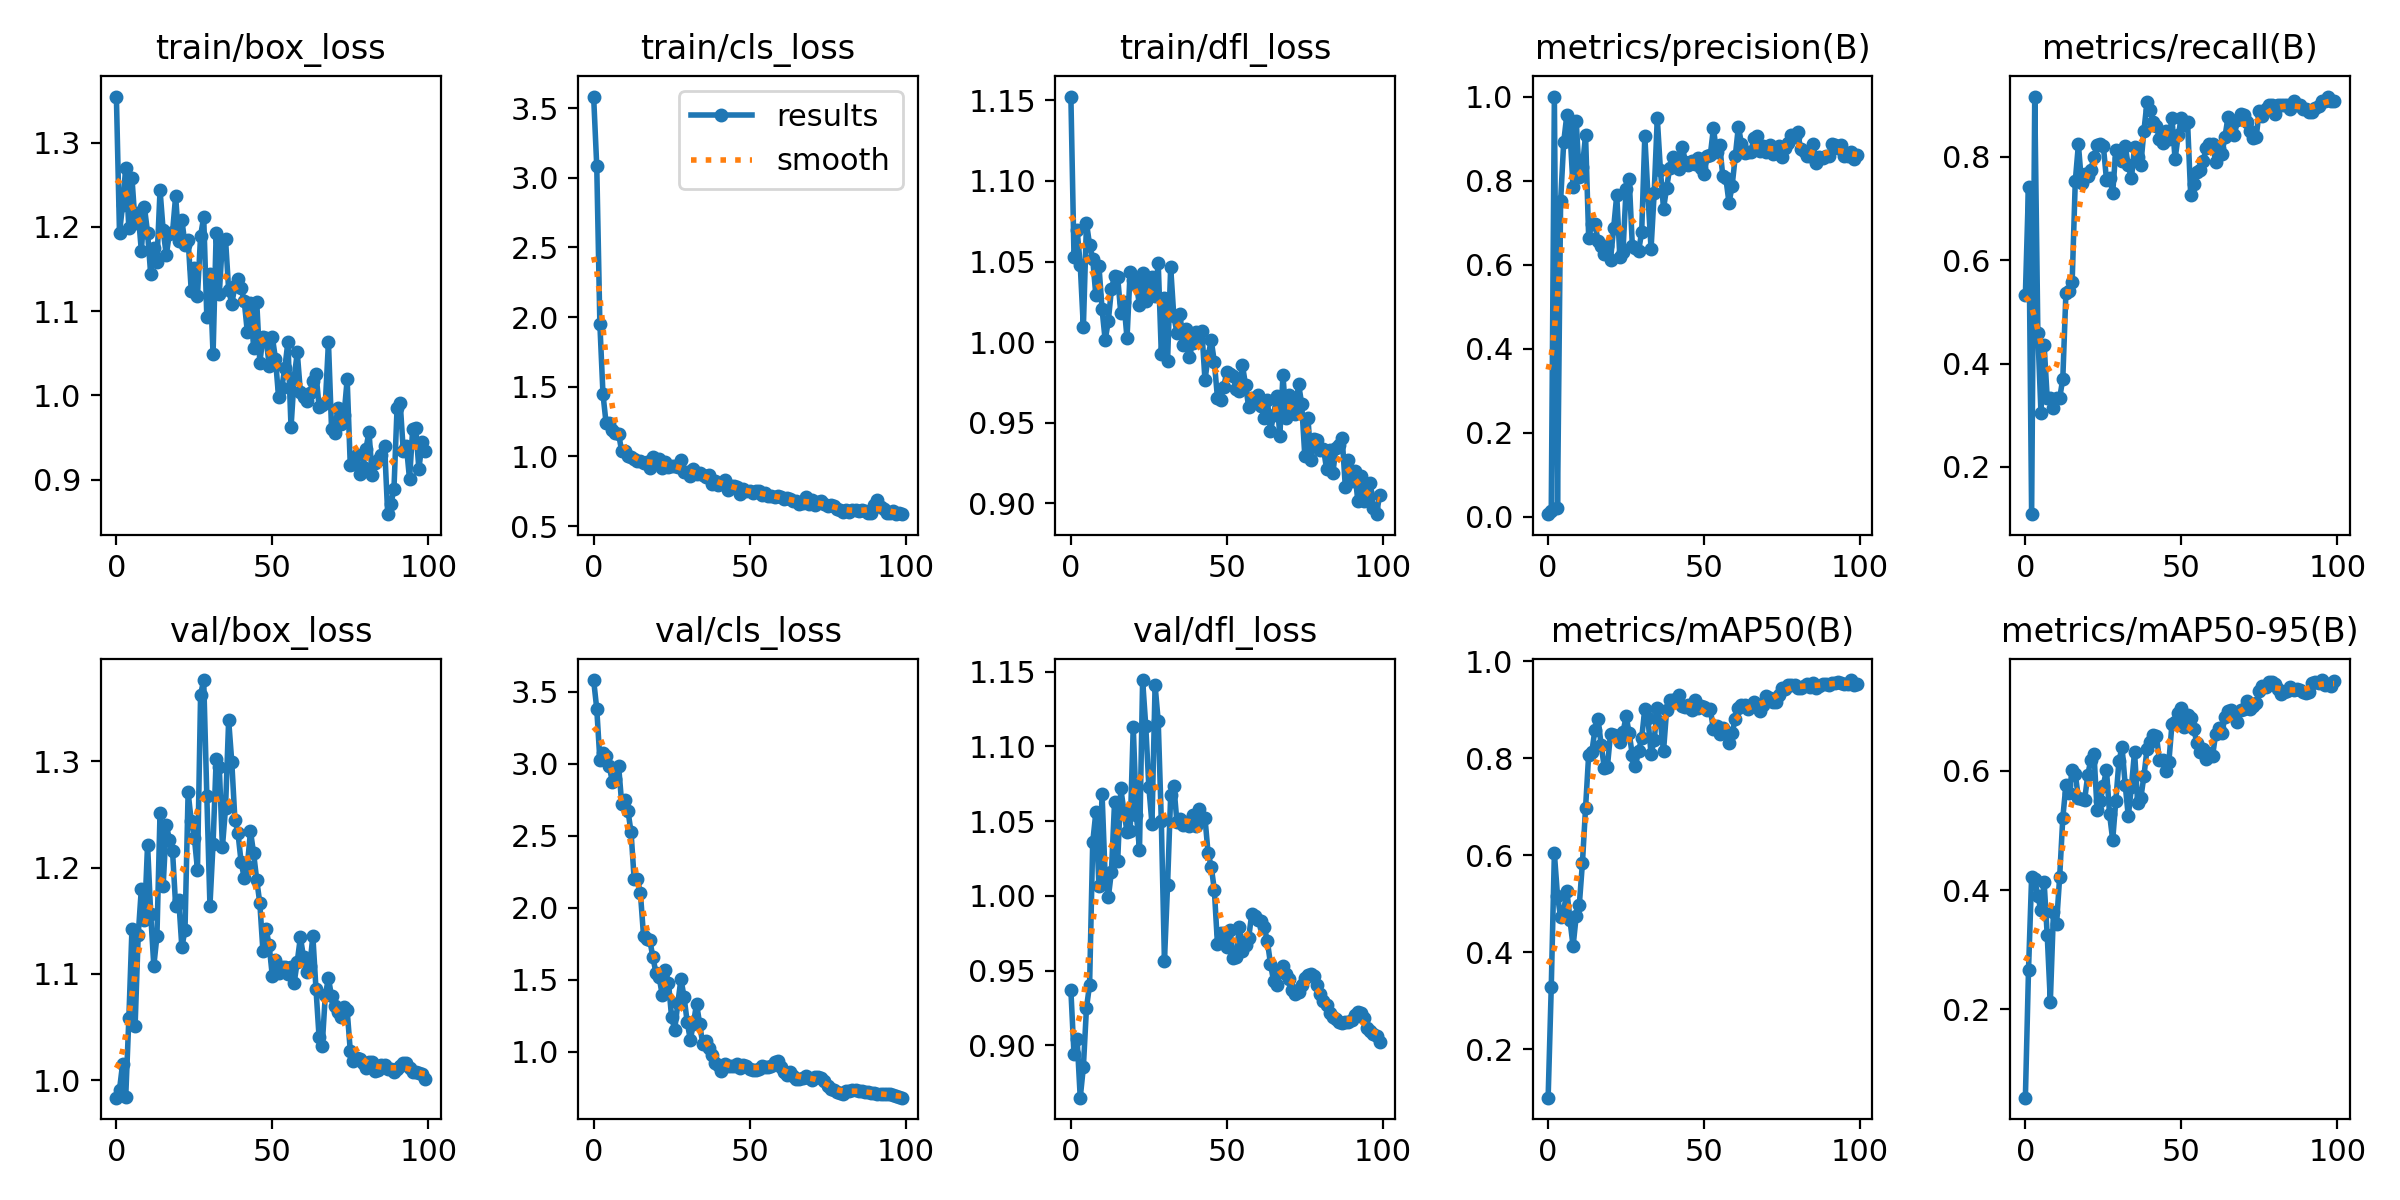 train/box_loss
1.3
1.2
1.1
1.0
0.9
0 50 100
train/cls_loss
results
smooth
3.5
3.0
2.5
2.0
1.5
1.0
0.5
0 50 100
train/dfl_loss
1.15
1.10
1.05
1.00
0.95
0.90
0 50 100
metrics/precision(B)
1.0
0.8
0.6
0.4
0.2
0.0
0 50 100
metrics/recall(B)
0.8
0.6
0.4
0.2
0 50 100
val/box_loss
1.3
1.2
1.1
1.0
0 50 100
val/cls_loss
3.5
3.0
2.5
2.0
1.5
1.0
0 50 100
val/dfl_loss
1.15
1.10
1.05
1.00
0.95
0.90
0 50 100
metrics/mAP50(B)
1.0
0.8
0.6
0.4
0.2
0 50 100
metrics/mAP50-95(B)
0.6
0.4
0.2
0 50 100